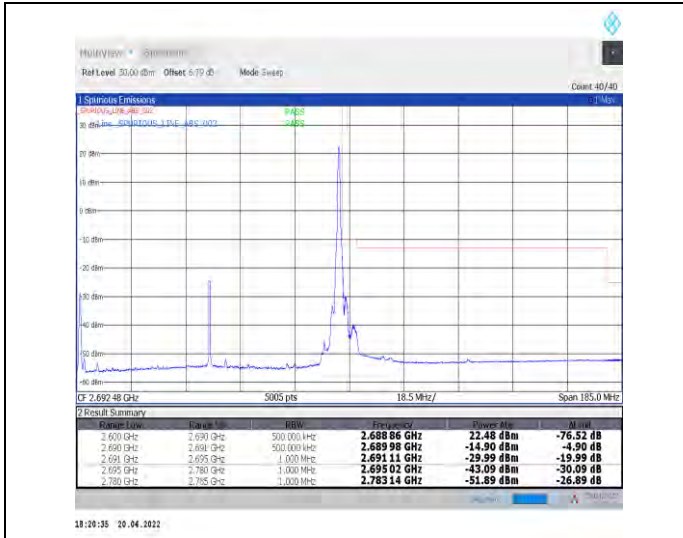 MultiView
Ref Level 30.00 dBm Offset 6.79 dB Mode Sweep
Count 40/40
1 Spurious Emissions
PASS
30 dBm Line _SPURIOUS_LINE_ABS_003 PASS
20 dBm
10 dBm
0 dBm
-10 dBm
-20 dBm
-30 dBm
-40 dBm
-50 dBm
-60 dBm
CF 2.692 48 GHz 5005 pts 18.5 MHz/ Span 185.0 MHz
2 Result Summary
Range Low Range Up RBW Frequency Power Abs ΔLimit
2.600 GHz 2.690 GHz 500.000 kHz 2.688 86 GHz 22.48 dBm -76.52 dB
2.690 GHz 2.691 GHz 500.000 kHz 2.689 98 GHz -14.90 dBm -4.90 dB
2.691 GHz 2.695 GHz 1.000 MHz 2.691 11 GHz -29.99 dBm -19.99 dB
2.695 GHz 2.780 GHz 1.000 MHz 2.695 02 GHz -43.09 dBm -30.09 dB
2.780 GHz 2.785 GHz 1.000 MHz 2.783 14 GHz -51.89 dBm -26.89 dB
18:20:35 20.04.2022